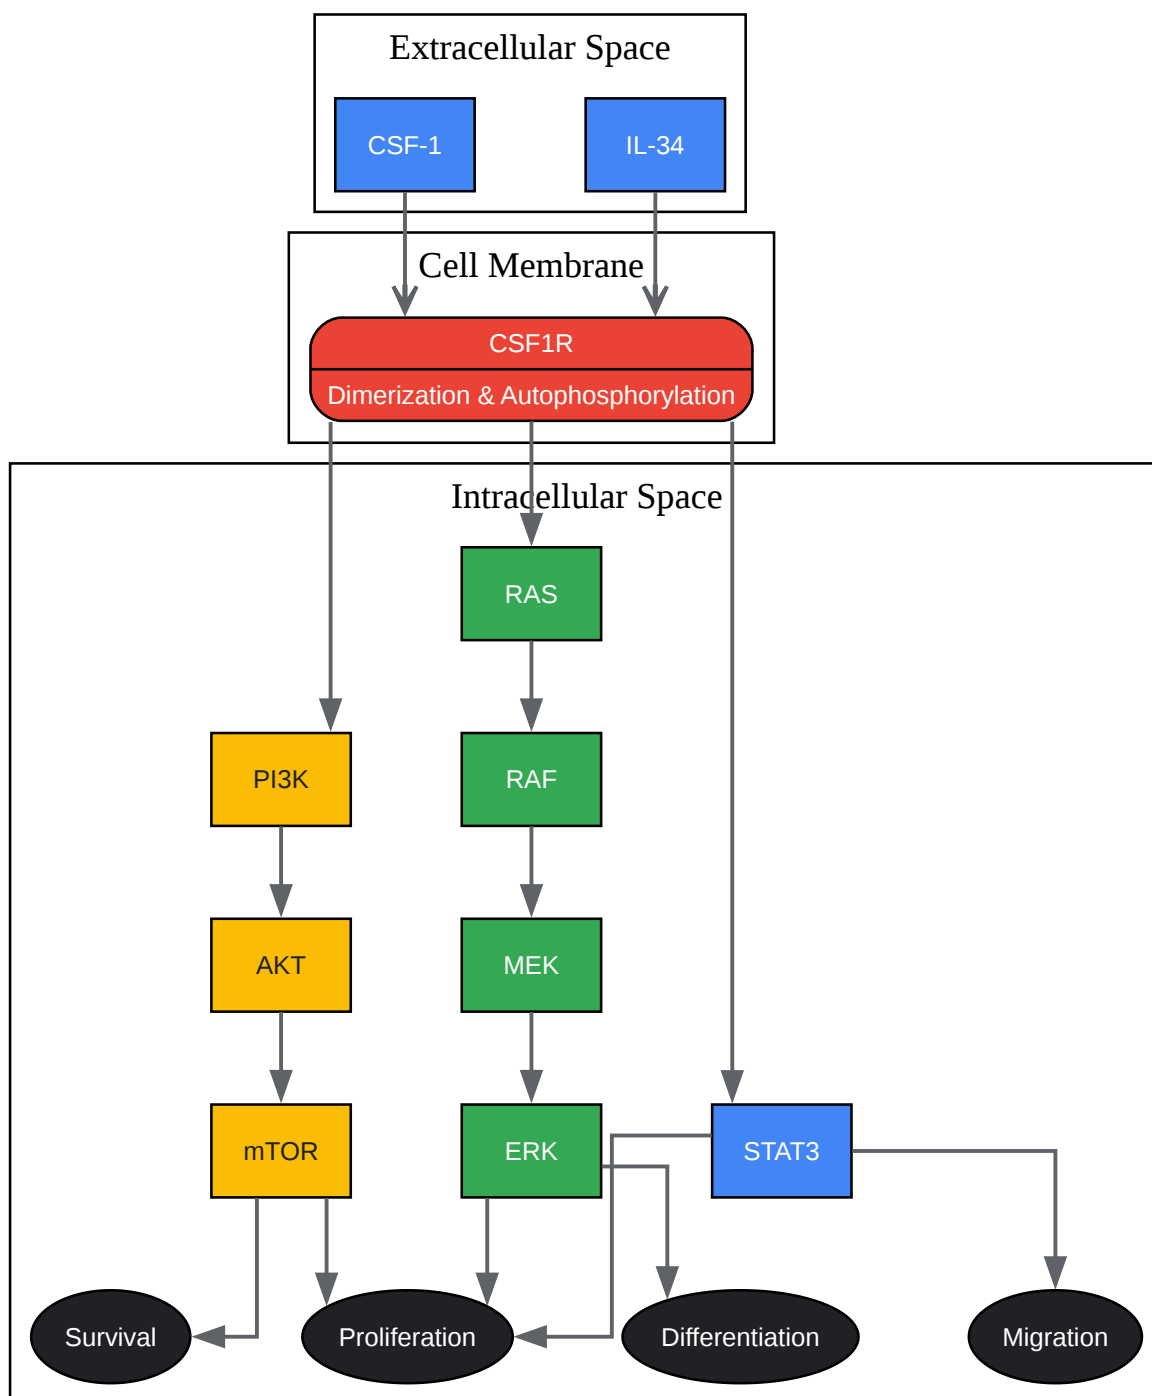 Extracellular Space
CSF-1
IL-34
Cell Membrane
CSF1R
Dimerization & Autophosphorylation
Intracellular Space
RAS
PI3K
RAF
AKT
MEK
mTOR
ERK
STAT3
Survival
Proliferation
Differentiation
Migration